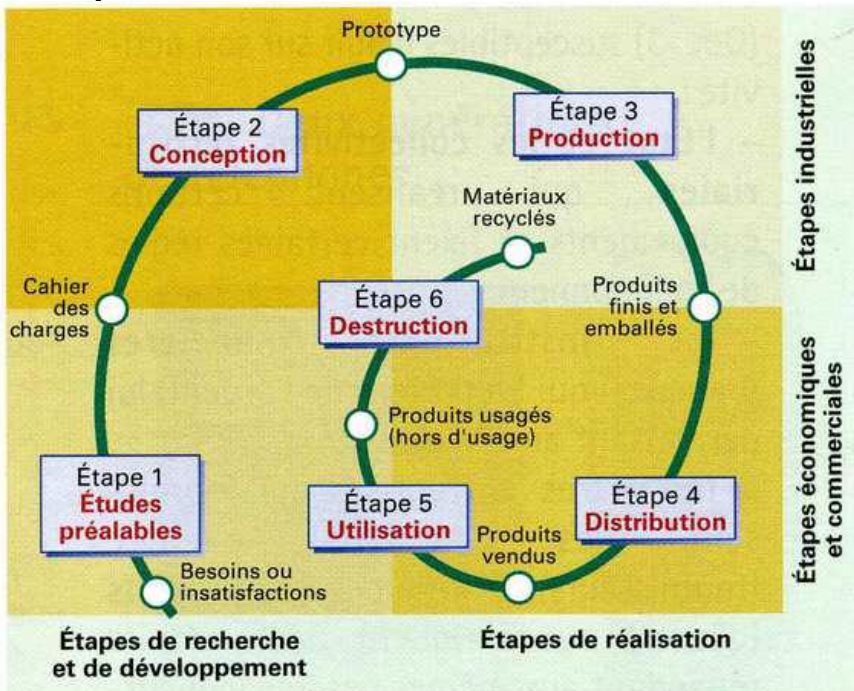 Prototype
Étape 2
Conception
Étape 3
Production
Matériaux
recyclés
Cahier
des
charges
Étape 6
Destruction
Produits
finis et
emballés
Produits usagés
(hors d'usage)
Étape 1
Études
préalables
Étape 5
Utilisation
Étape 4
Distribution
Produits
vendus
Besoins ou
insatisfactions
Étapes de recherche
et de développement
Étapes de réalisation
Étapes industrielles
Étapes économiques
et commerciales